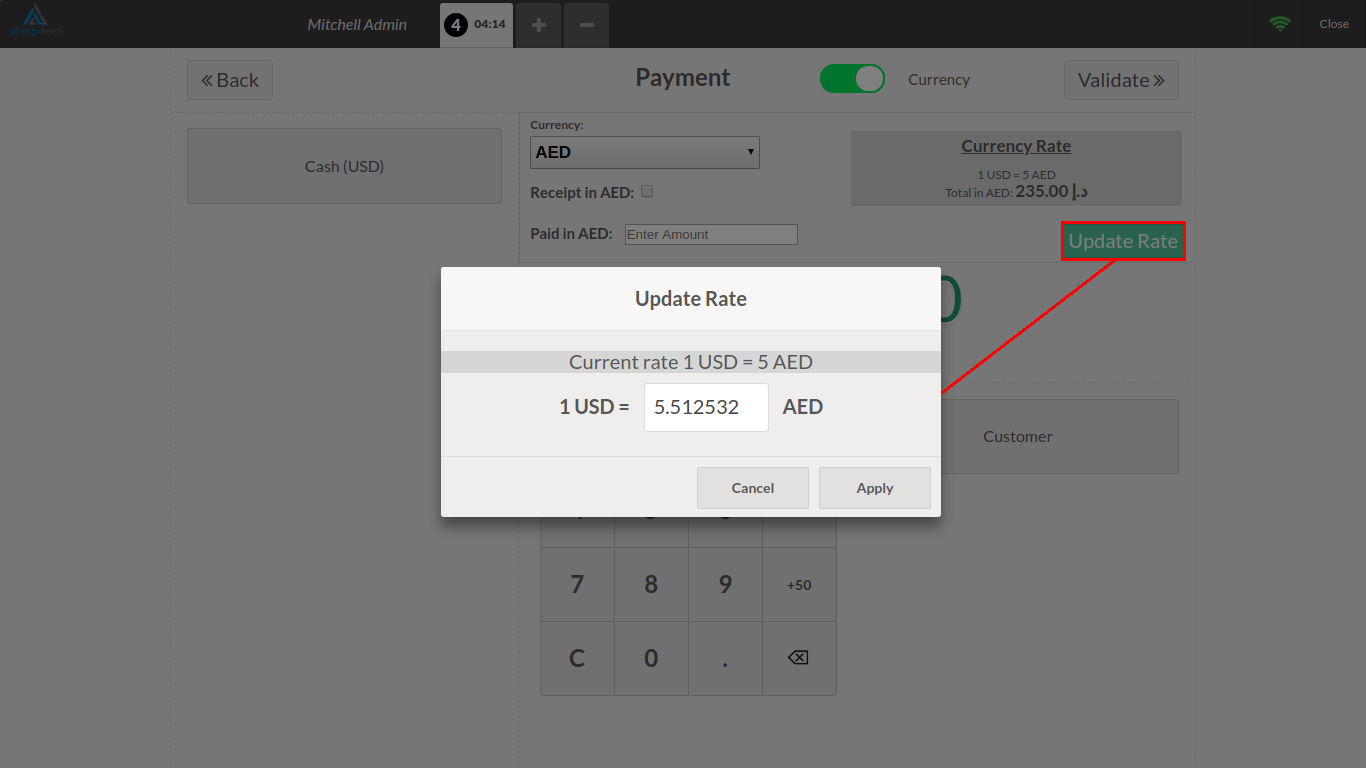 acespritech
Mitchell Admin
4 04:14
+
−
Close
Back
Payment
Currency
Validate
Cash (USD)
Currency:
AED
Receipt in AED:
Paid in AED:
Enter Amount
Currency Rate
1 USD = 5 AED
Total in AED: 235.00 د.إ
Update Rate
Update Rate
Current rate 1 USD = 5 AED
1 USD = 5.512532 AED
Cancel
Apply
Customer
7 8 9 +50
C 0 .